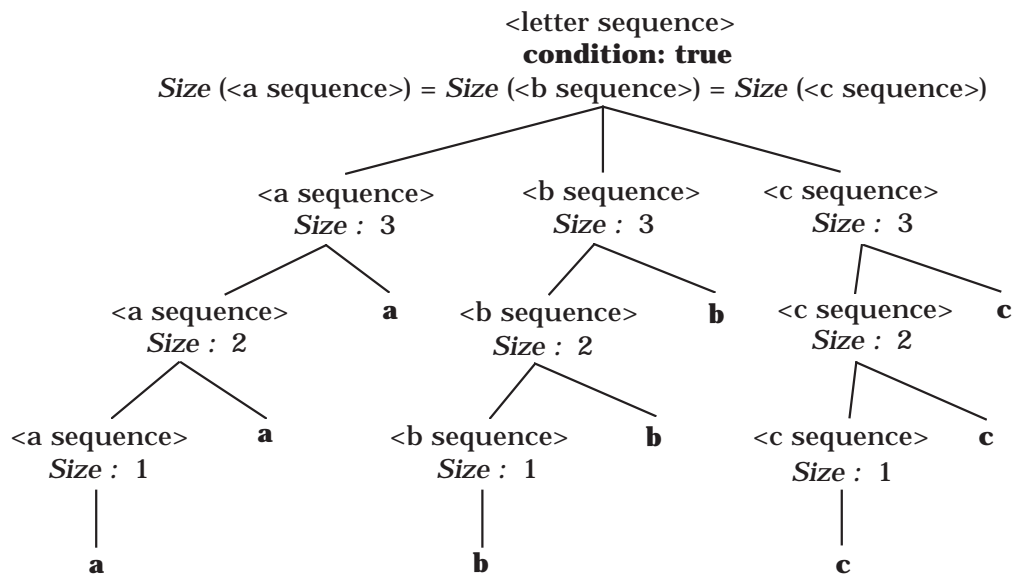 <letter sequence>
condition: true
Size (<a sequence>) = Size (<b sequence>) = Size (<c sequence>)
<a sequence> <b sequence> <c sequence>
Size : 3 Size : 3 Size : 3
<a sequence> a <b sequence> b <c sequence> c
Size : 2 Size : 2 Size : 2
<a sequence> a <b sequence> b <c sequence> c
Size : 1 Size : 1 Size : 1
a b c